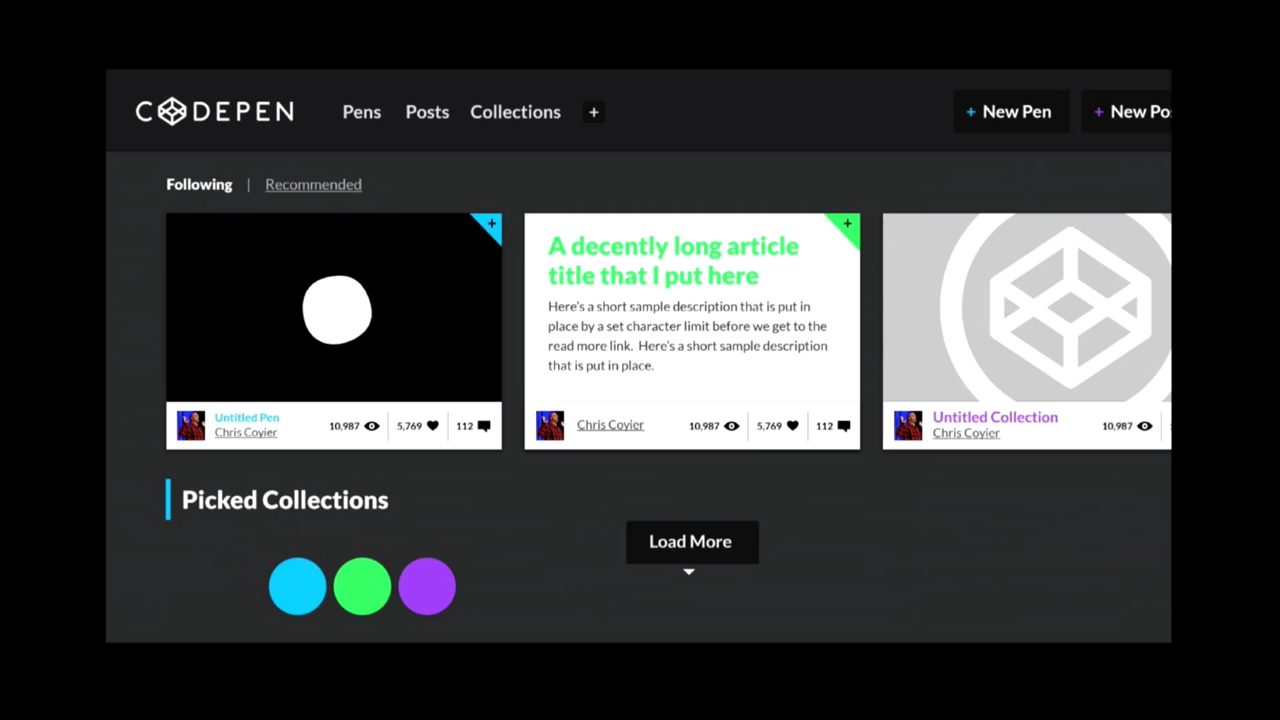 CODEPEN Pens Posts Collections + + New Pen + New Pos
Following | Recommended
+
+
A decently long article
title that I put here
Here's a short sample description that is put in
place by a set character limit before we get to the
read more link. Here's a short sample description
that is put in place.
Untitled Pen
Chris Coyier
10,987 5,769 112
Chris Coyier
10,987 5,769 112
Untitled Collection
Chris Coyier
10,987
Picked Collections
Load More